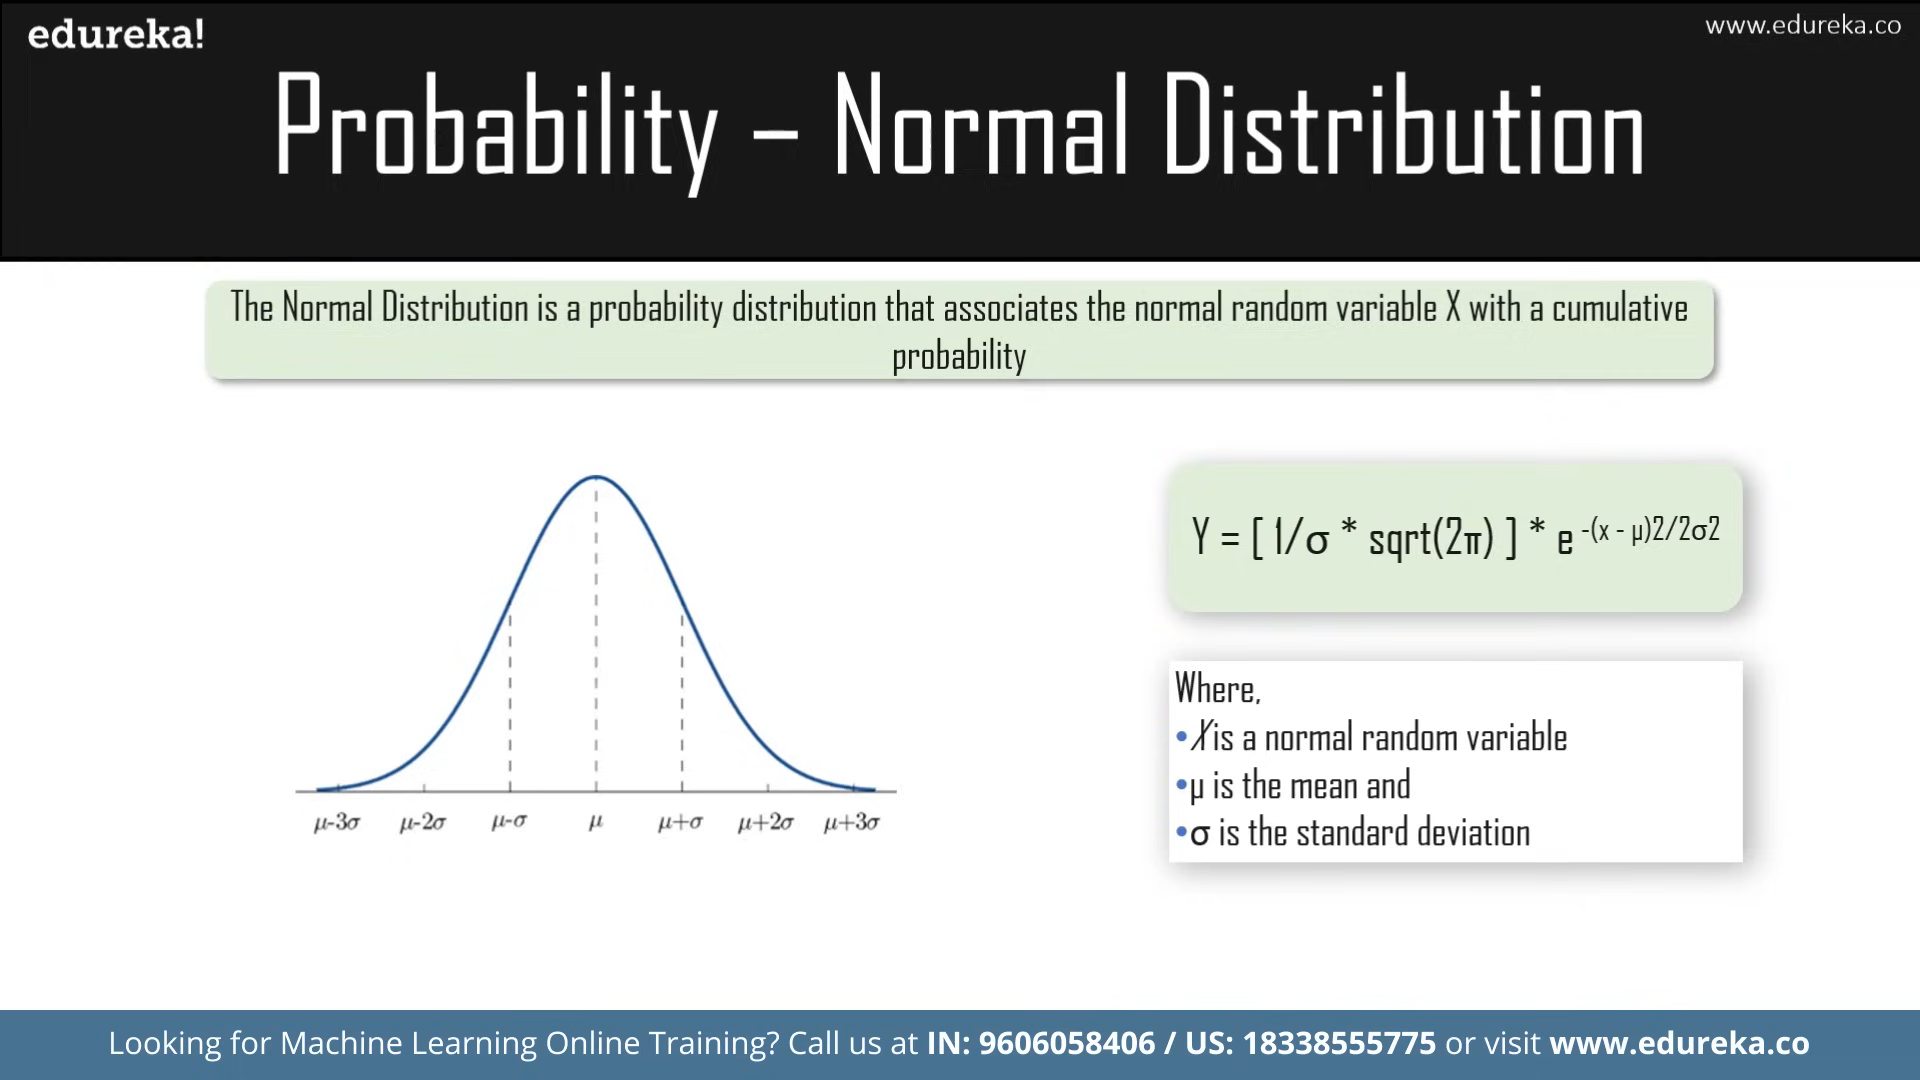 edureka!
www.edureka.co
Probability – Normal Distribution
The Normal Distribution is a probability distribution that associates the normal random variable X with a cumulative
probability
Y = [ 1/σ * sqrt(2π) ] * e -(x - μ)2/2σ2
Where,
•X is a normal random variable
•μ is the mean and
•σ is the standard deviation
μ-3σ μ-2σ μ-σ μ μ+σ μ+2σ μ+3σ
Looking for Machine Learning Online Training? Call us at IN: 9606058406 / US: 18338555775 or visit www.edureka.co